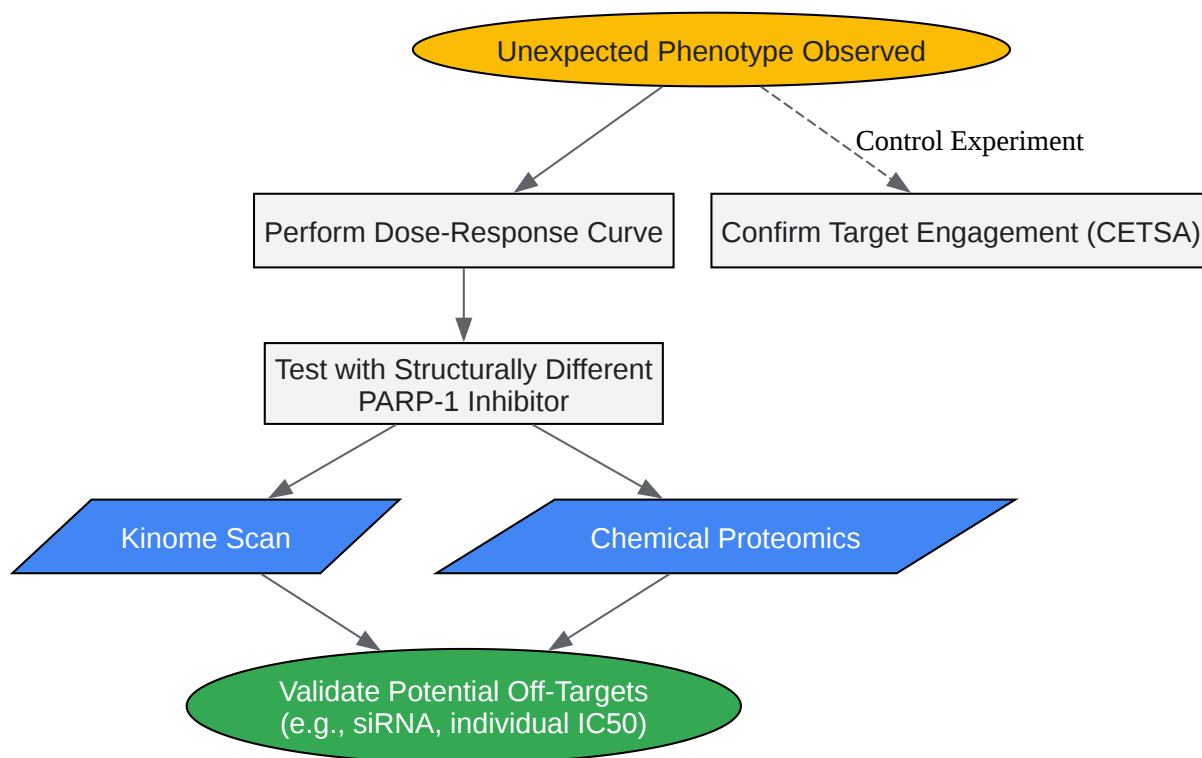 Unexpected Phenotype Observed
Control Experiment
Perform Dose-Response Curve
Confirm Target Engagement (CETSA)
Test with Structurally Different
PARP-1 Inhibitor
Kinome Scan
Chemical Proteomics
Validate Potential Off-Targets
(e.g., siRNA, individual IC50)